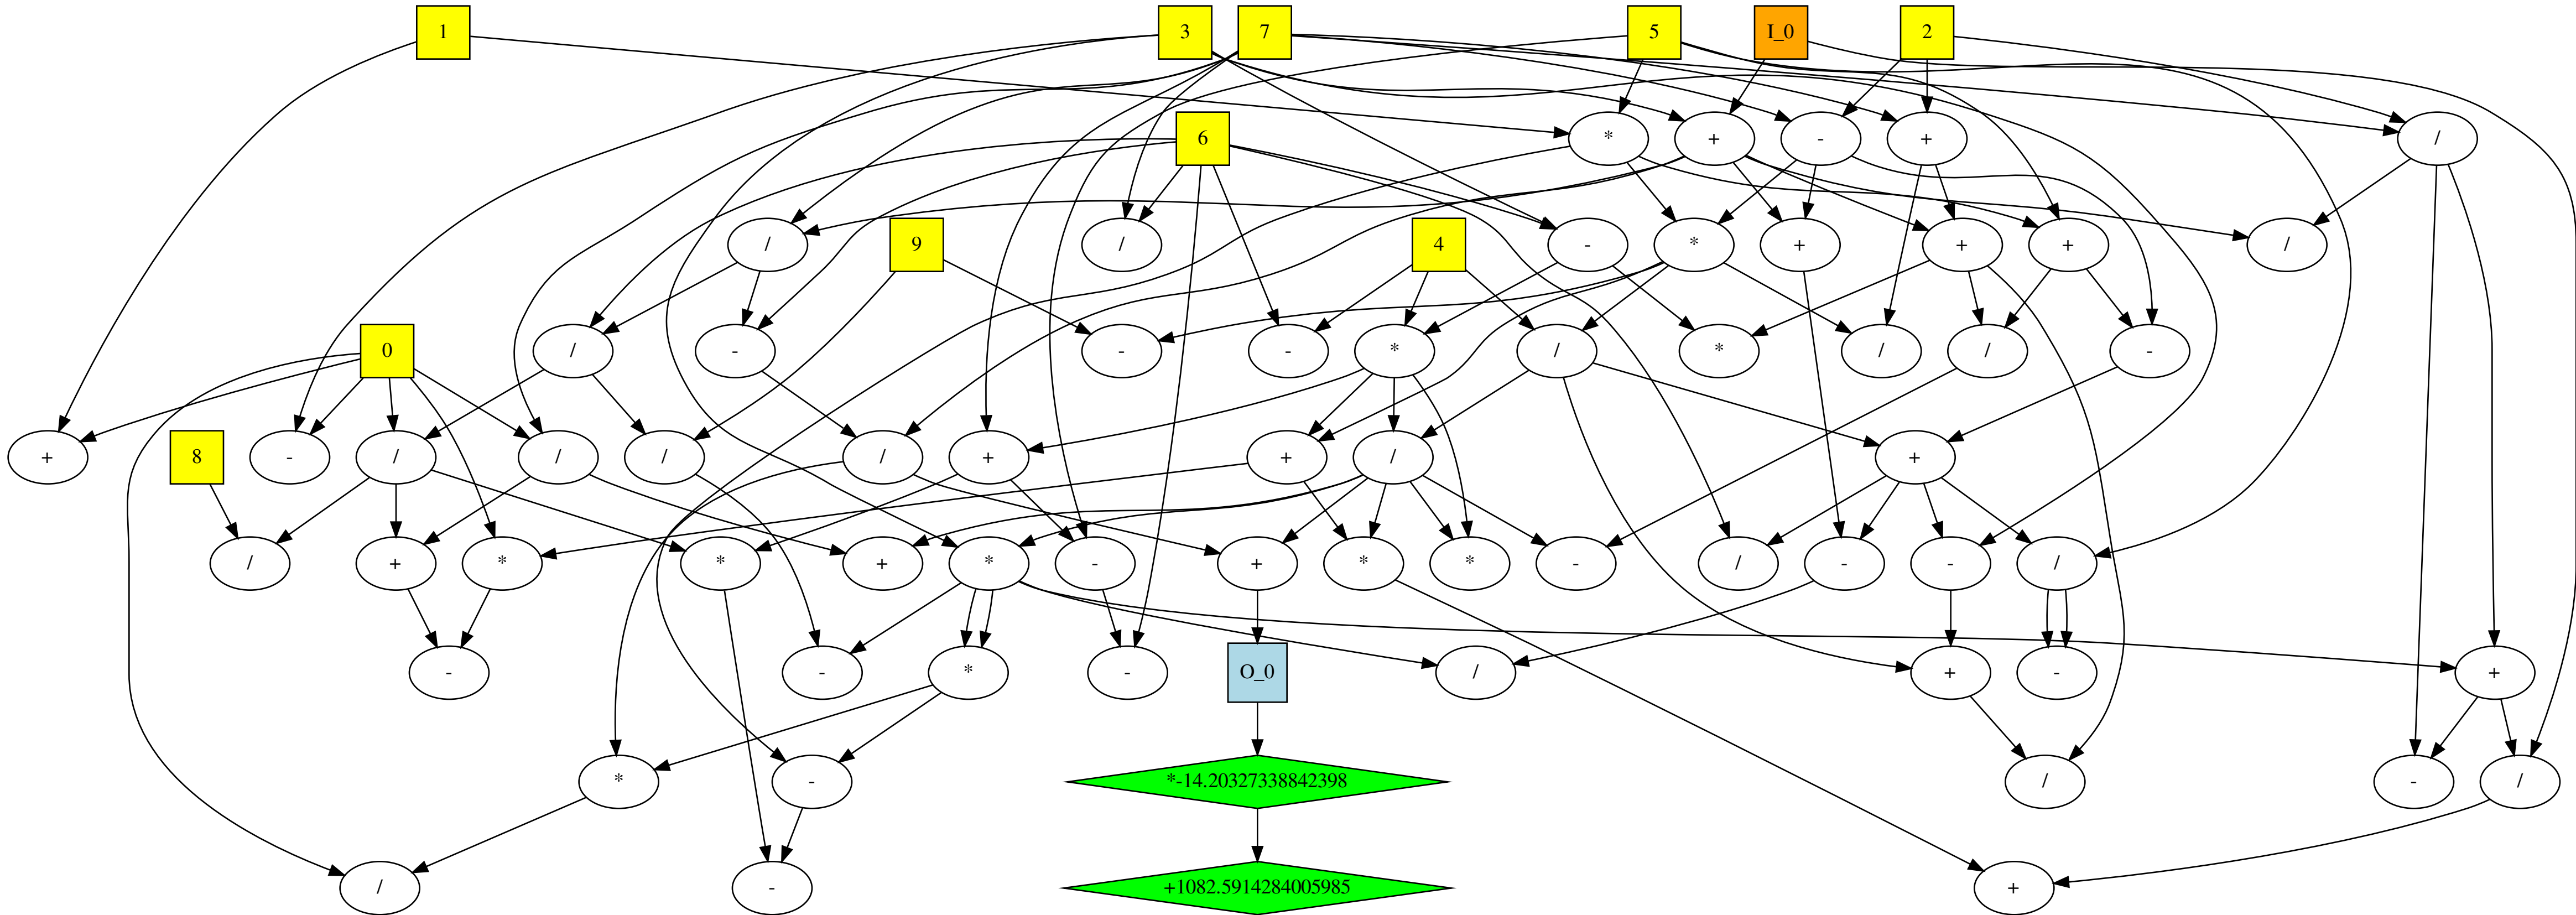 1 3 7 5 I_0 2
6 * + - + /
/ 9 / 4 - * + + + /
0 / - - - * / * / / -
+ 8 - / / / / + + / +
/ + * * + * - + * * - / - - /
- - * - O_0 / + - +
* - *-14.20327338842398 / - /
/ - +1082.5914284005985 +